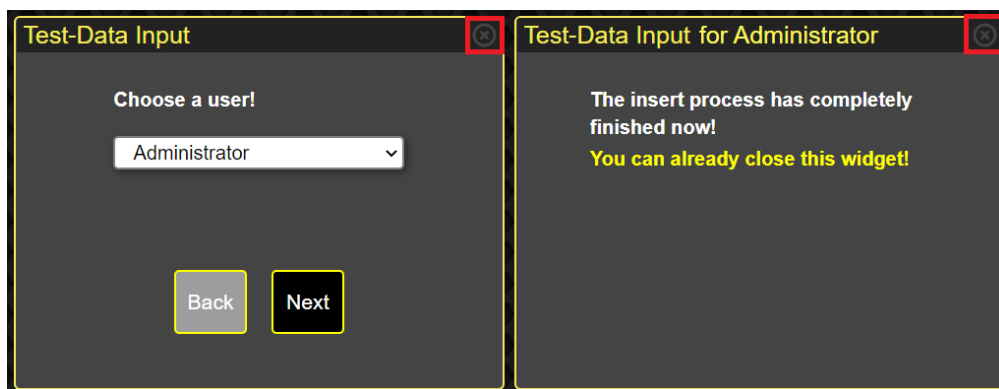 Test-Data Input
Choose a user!
Administrator
Back
Next
Test-Data Input for Administrator
The insert process has completely
finished now!
You can already close this widget!